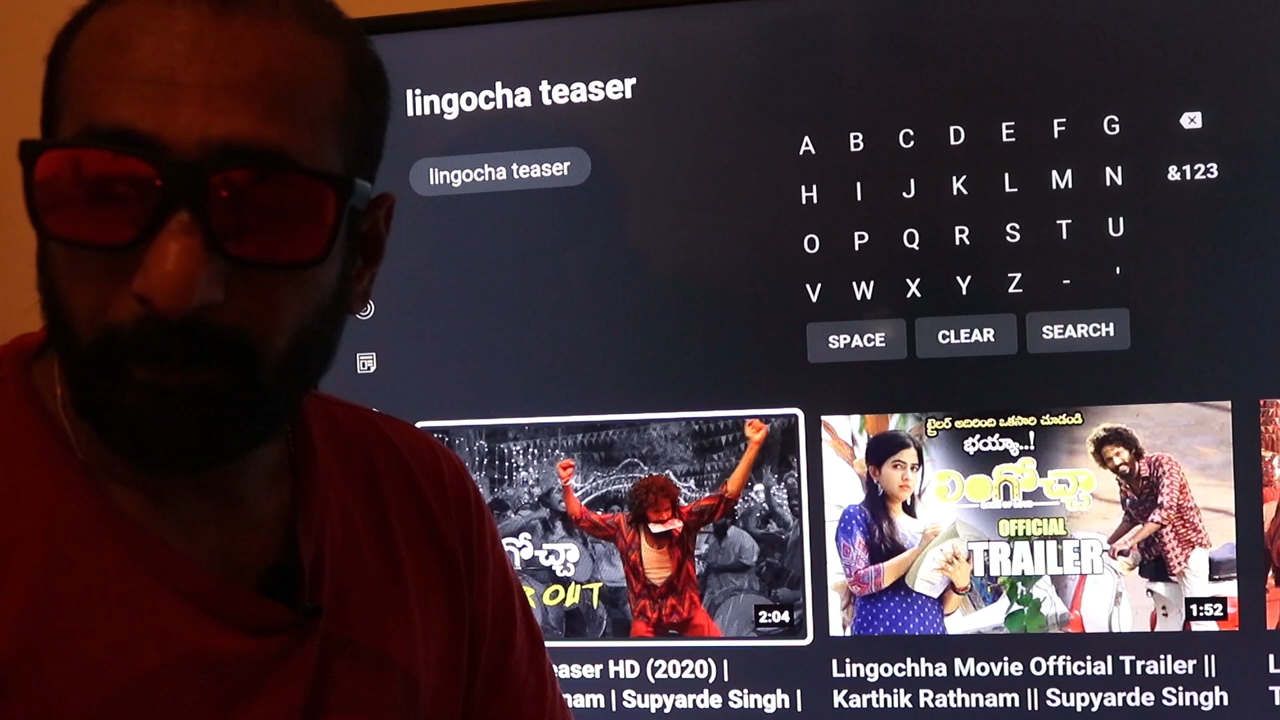 lingocha teaser
lingocha teaser
A B C D E F G
H I J K L M N &123
O P Q R S T U
V W X Y Z - '
SPACE CLEAR SEARCH
గోచ్చా
OUT
2:04
ట్రైలర్ అదిరింది ఒకసారి చూడండి
భయ్యా..!
లింగోచ్చా
OFFICIAL
TRAILER
1:52
easer HD (2020) |
nam | Supyarde Singh |
Lingochha Movie Official Trailer ||
Karthik Rathnam || Supyarde Singh